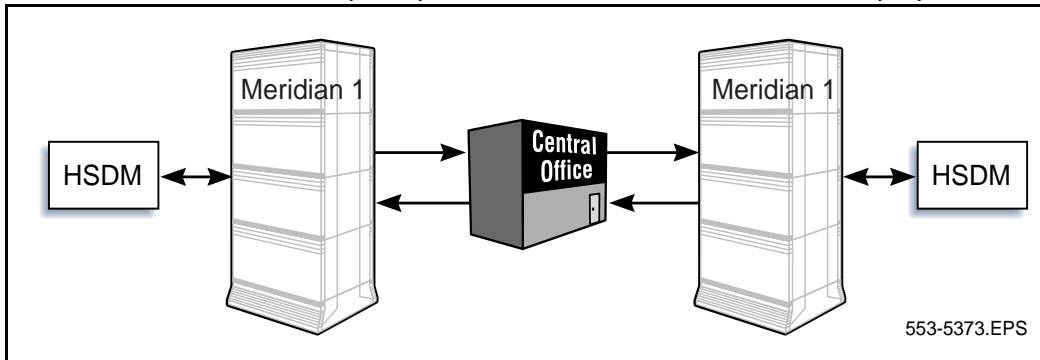 Meridian 1
Meridian 1
HSDM
Central
Office
HSDM
553-5373.EPS